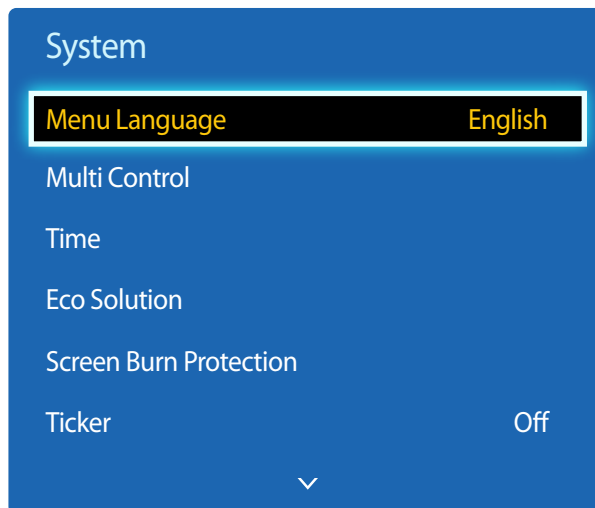 System
Menu Language English
Multi Control
Time
Eco Solution
Screen Burn Protection
Ticker Off